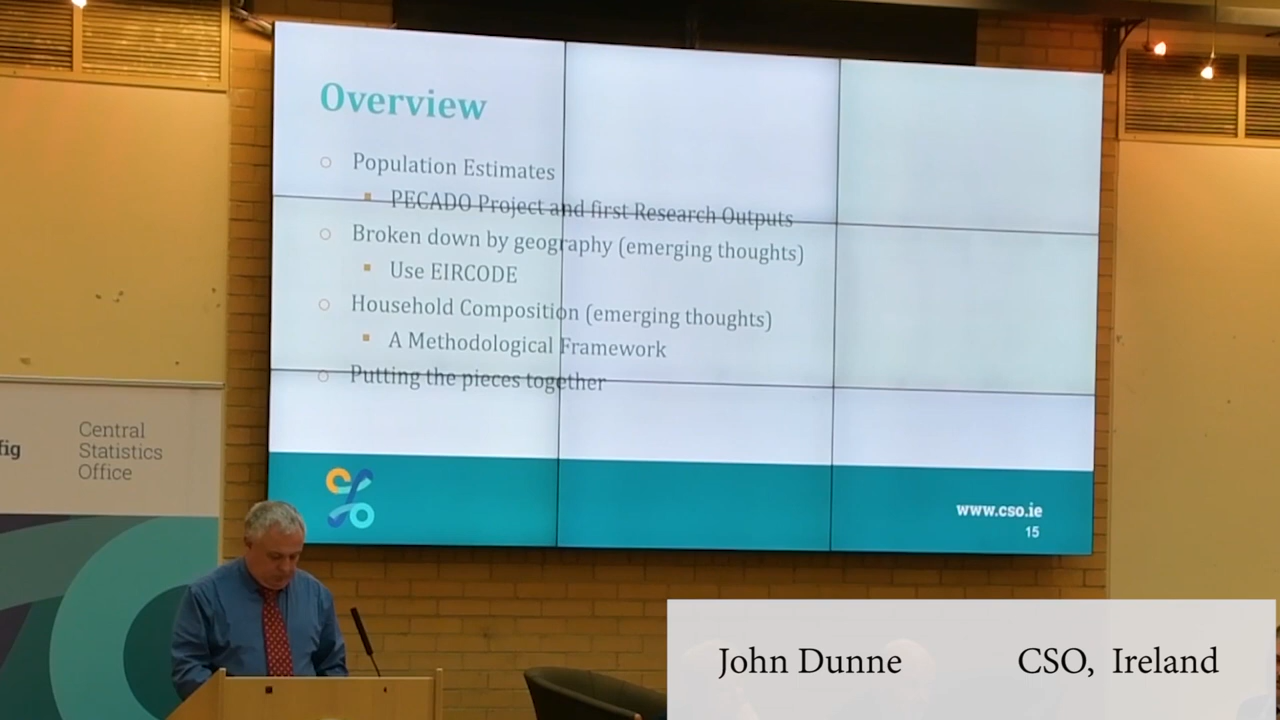 Overview
Population Estimates
PECADO Project and first Research Outputs
Broken down by geography (emerging thoughts)
Use EIRCODE
Household Composition (emerging thoughts)
A Methodological Framework
Putting the pieces together
www.cso.ie
15
fig
Central
Statistics
Office
John Dunne CSO, Ireland